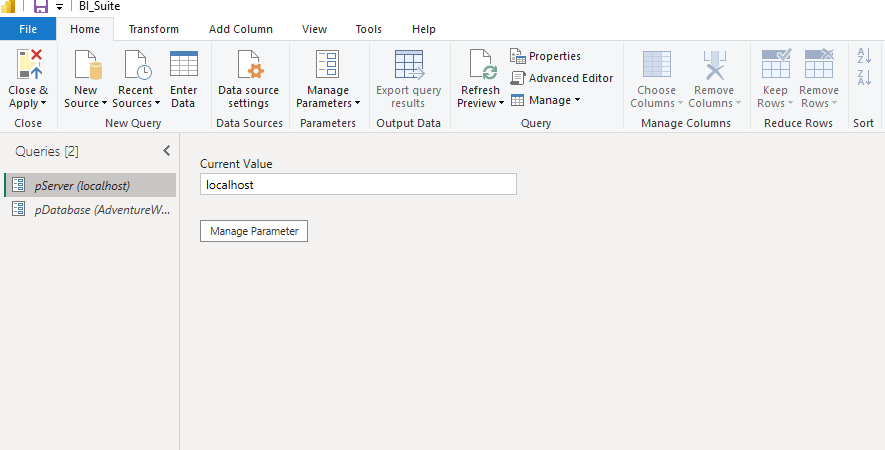 BI_Suite
File Home Transform Add Column View Tools Help
Close & Apply
New Source
Recent Sources
Enter Data
Data source settings
Manage Parameters
Export query results
Refresh Preview
Properties
Advanced Editor
Manage
Choose Columns
Remove Columns
Keep Rows
Remove Rows
A
Z
Z
A
Close New Query Data Sources Parameters Output Data Query Manage Columns Reduce Rows Sort
Queries [2]
pServer (localhost)
pDatabase (AdventureW...
Current Value
localhost
Manage Parameter